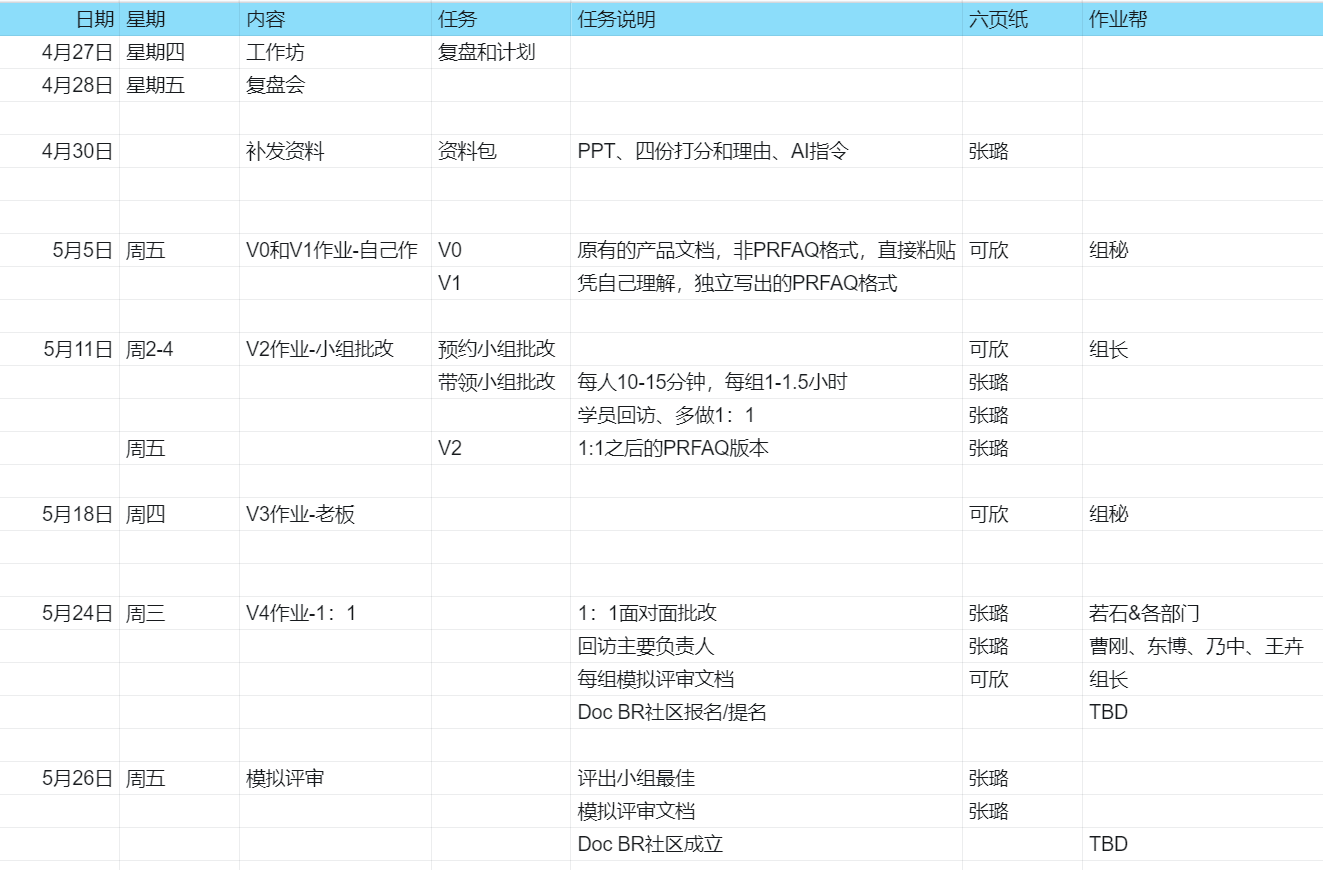 日期 星期 内容 任务 任务说明 六页纸 作业帮
4月27日 星期四 工作坊 复盘和计划
4月28日 星期五 复盘会
4月30日 补发资料 资料包 PPT、四份打分和理由、AI指令 张璐
5月5日 周五 V0和V1作业-自己作 V0 原有的产品文档，非PRFAQ格式，直接粘贴 可欣 组秘
V1 凭自己理解，独立写出的PRFAQ格式
5月11日 周2-4 V2作业-小组批改 预约小组批改 可欣 组长
带领小组批改 每人10-15分钟，每组1-1.5小时 张璐
学员回访、多做1：1 张璐
周五 V2 1:1之后的PRFAQ版本 张璐
5月18日 周四 V3作业-老板 可欣 组秘
5月24日 周三 V4作业-1：1 1：1面对面批改 张璐 若石&各部门
回访主要负责人 张璐 曹刚、东博、乃中、王卉
每组模拟评审文档 可欣 组长
Doc BR社区报名/提名 TBD
5月26日 周五 模拟评审 评出小组最佳 张璐
模拟评审文档 张璐
Doc BR社区成立 TBD